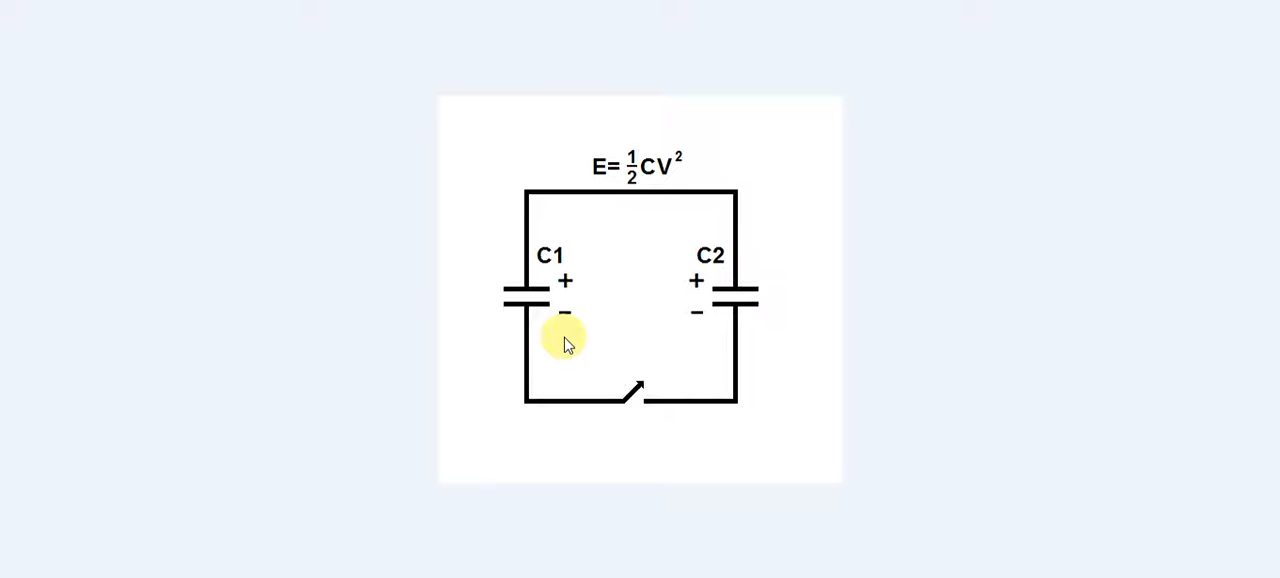 E= ½CV²
C1 C2
+ +
− −